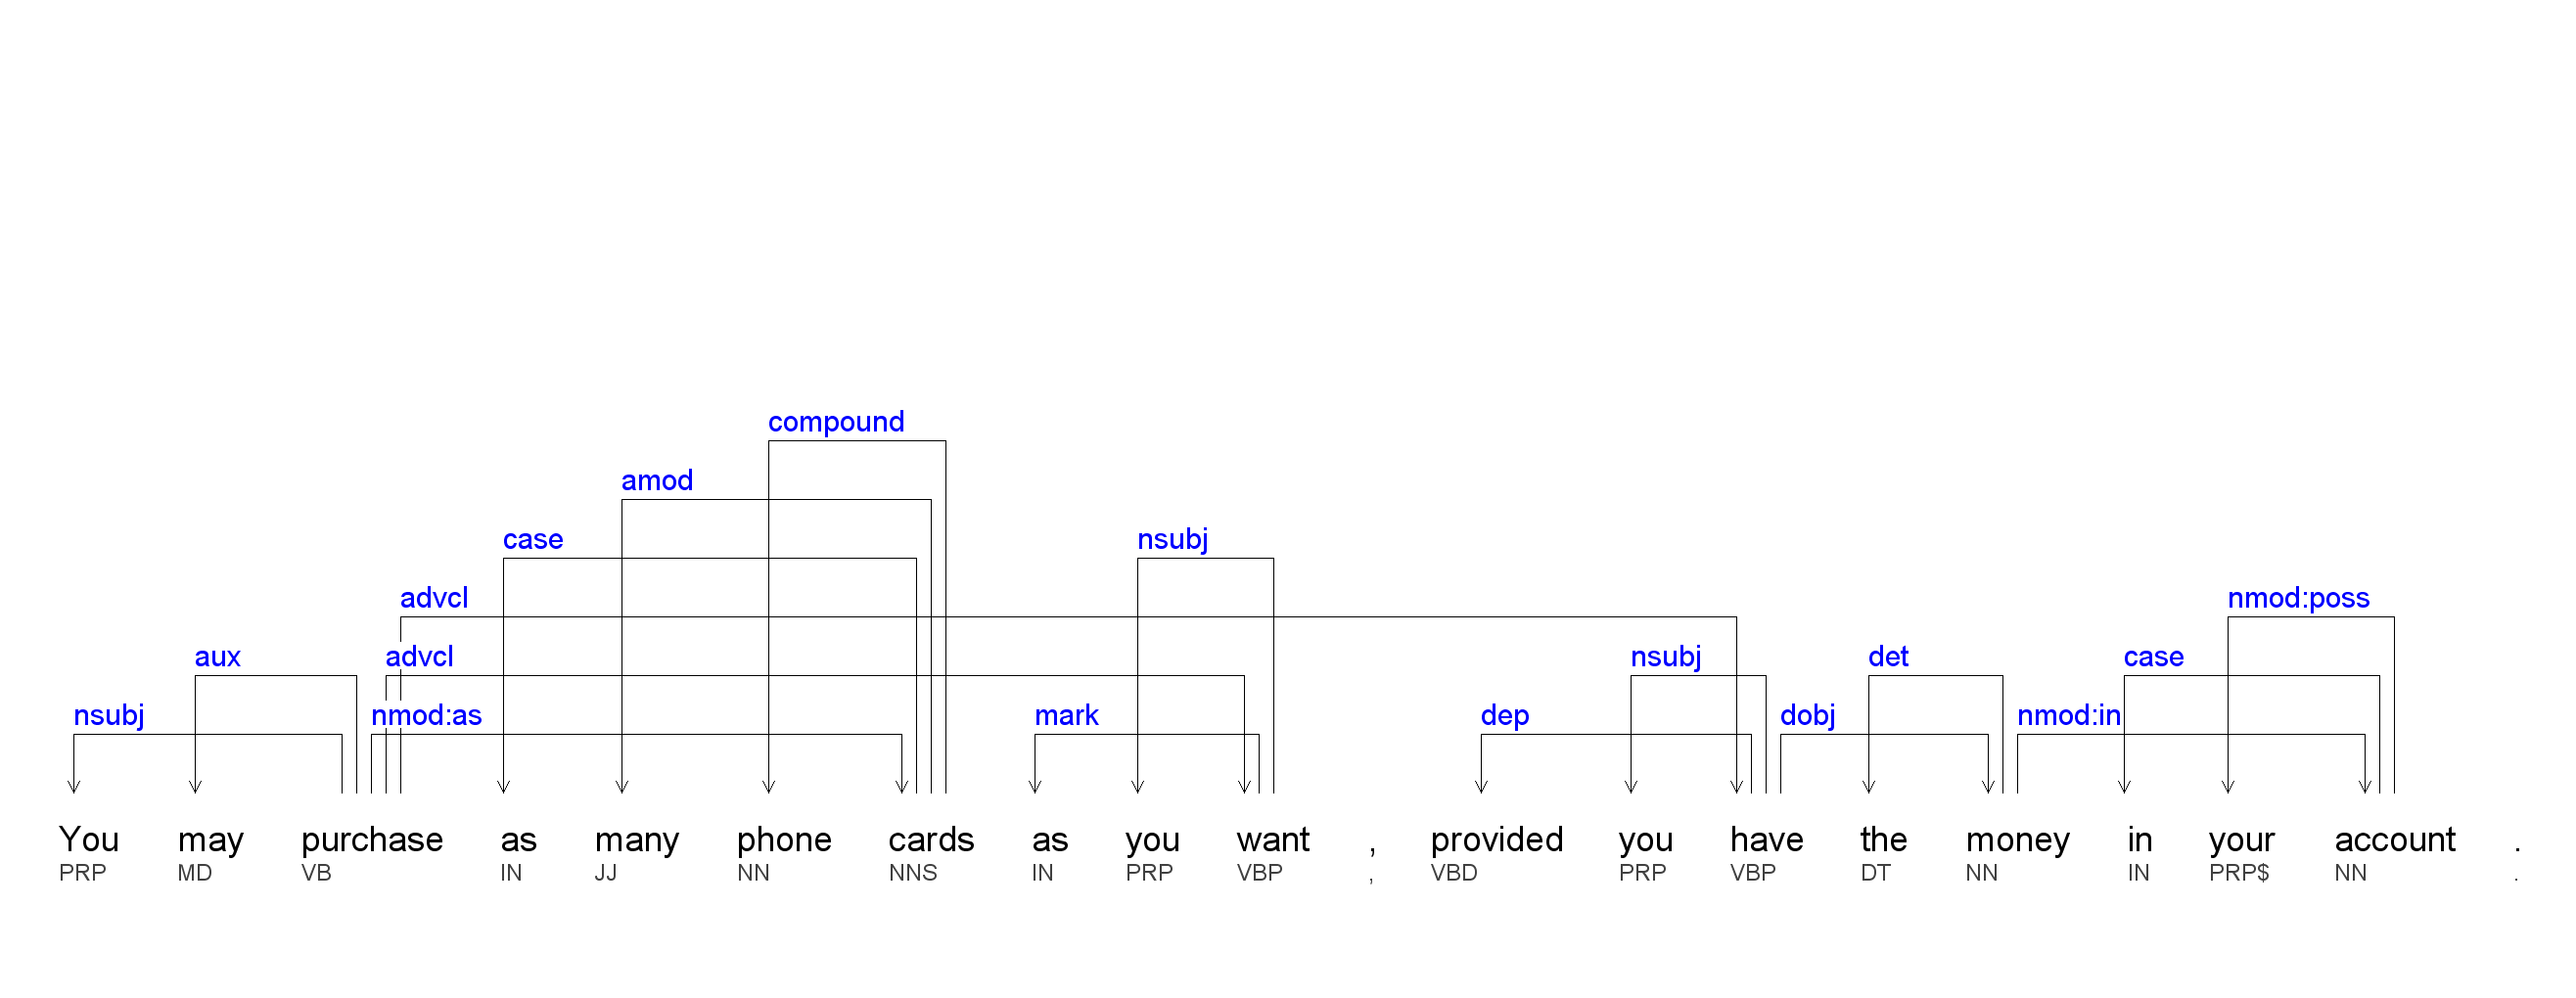 compound
amod
case nsubj
advcl nmod:poss
aux advcl nsubj det case
nsubj nmod:as mark dep dobj nmod:in
You may purchase as many phone cards as you want , provided you have the money in your account .
PRP MD VB IN JJ NN NNS IN PRP VBP , VBD PRP VBP DT NN IN PRP$ NN .